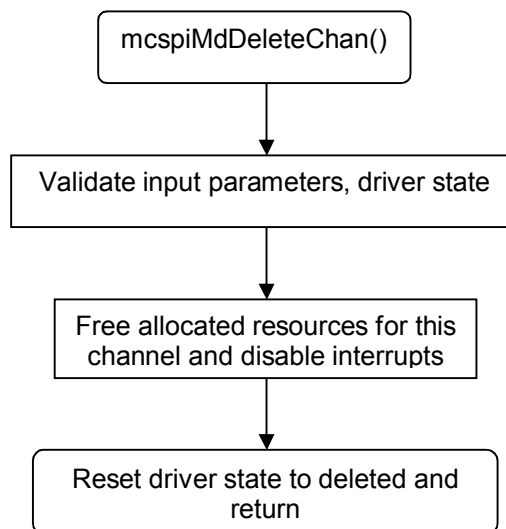 mcspiMdDeleteChan()
Validate input parameters, driver state
Free allocated resources for this
channel and disable interrupts
Reset driver state to deleted and
return